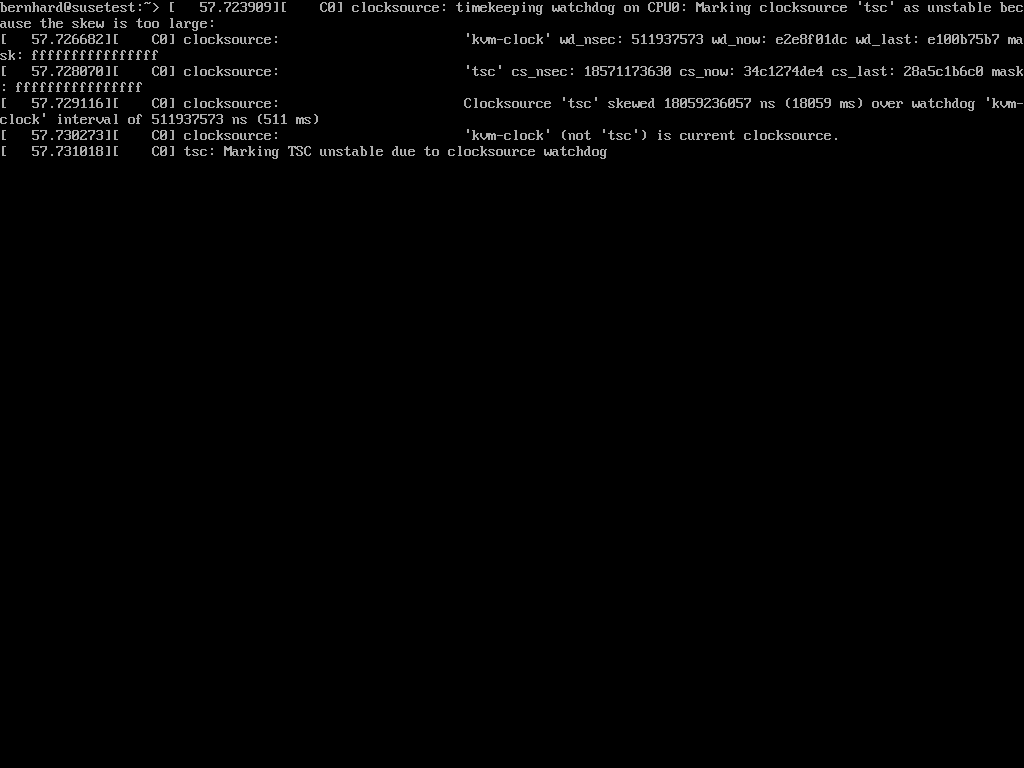 bernhard@susetest:~> [   57.723909][    C0] clocksource: timekeeping watchdog on CPU0: Marking clocksource 'tsc' as unstable bec
ause the skew is too large:
[   57.726682][    C0] clocksource:                       'kvm-clock' wd_nsec: 511937573 wd_now: e2e8f01dc wd_last: e100b75b7 ma
sk: ffffffffffffffff
[   57.728070][    C0] clocksource:                       'tsc' cs_nsec: 18571173630 cs_now: 34c1274de4 cs_last: 28a5c1b6c0 mask
: ffffffffffffffff
[   57.729116][    C0] clocksource:                       Clocksource 'tsc' skewed 18059236057 ns (18059 ms) over watchdog 'kvm-
clock' interval of 511937573 ns (511 ms)
[   57.730273][    C0] clocksource:                       'kvm-clock' (not 'tsc') is current clocksource.
[   57.731018][    C0] tsc: Marking TSC unstable due to clocksource watchdog